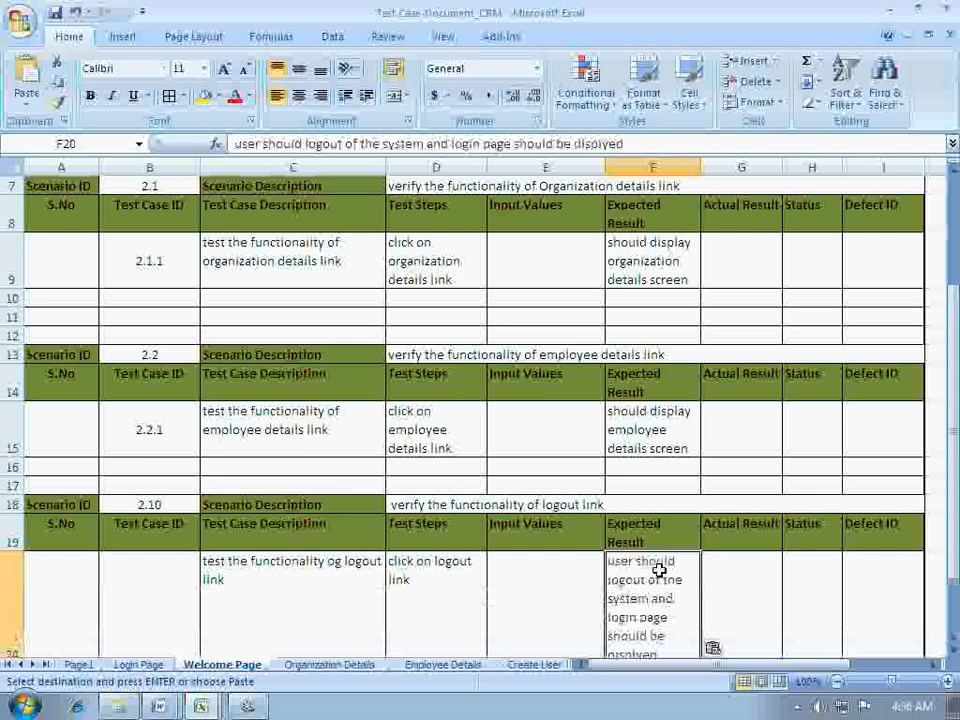 Test Case-Document_CRM - Microsoft Excel
Home Insert Page Layout Formulas Data Review View Add-Ins
Calibri 11 General Insert Σ
Paste B I U $ % , Conditional Format Cell Delete Sort & Find &
Formatting as Table Styles Format Filter Select
Clipboard Font Alignment Number Styles Cells Editing
F20 fx user should logout of the system and login page should be displyed
A B C D E F G H I
7 Scenario ID 2.1 Scenario Description verify the functionality of Organization details link
S.No Test Case ID Test Case Description Test Steps Input Values Expected Actual Result Status Defect ID
8 Result
test the functionality of click on should display
2.1.1 organization details link organization organization
9 details link details screen
10
11
12
13 Scenario ID 2.2 Scenario Description verify the functionality of employee details link
S.No Test Case ID Test Case Description Test Steps Input Values Expected Actual Result Status Defect ID
14 Result
test the functionality of click on should display
2.2.1 employee details link employee employee
15 details link details screen
16
17
18 Scenario ID 2.10 Scenario Description verify the functionality of logout link
S.No Test Case ID Test Case Description Test Steps Input Values Expected Actual Result Status Defect ID
19 Result
test the functionality og logout click on logout user should
link link logout of the
system and
login page
should be
displyed
20
Page1 Login Page Welcome Page Organization Details Employee Details Create User
Select destination and press ENTER or choose Paste 100%
4:56 AM